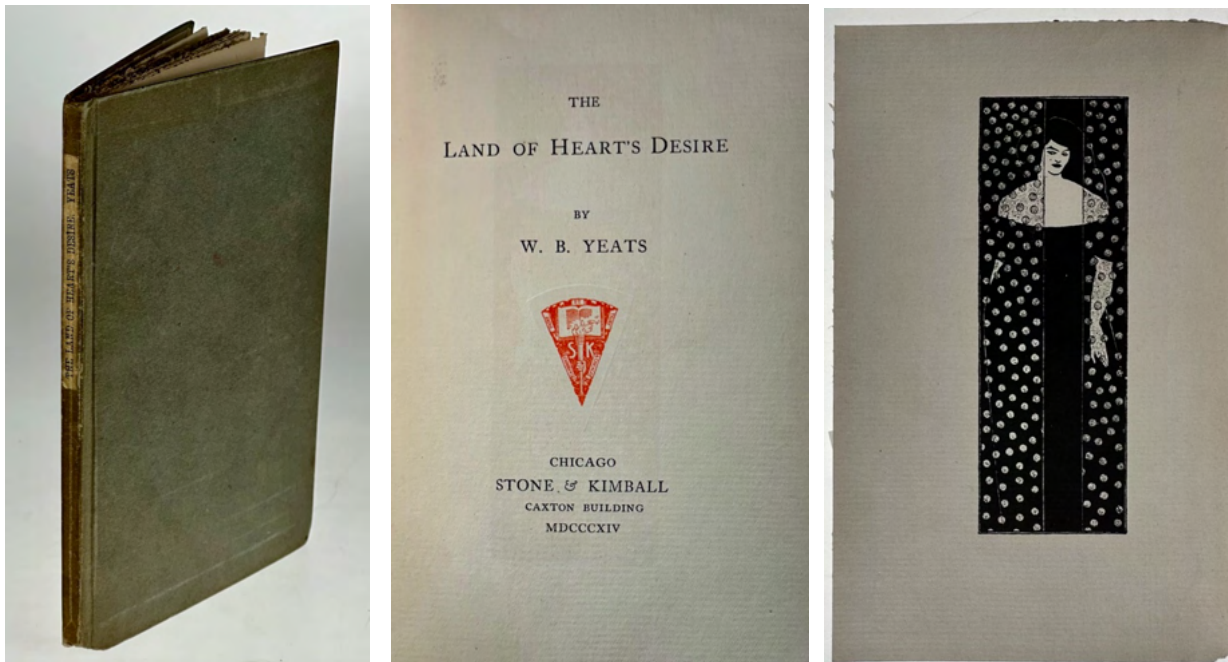 THE LAND OF HEART'S DESIRE. YEATS
THE
LAND OF HEART'S DESIRE
BY
W. B. YEATS
S K
CHICAGO
STONE & KIMBALL
CAXTON BUILDING
MDCCCXIV